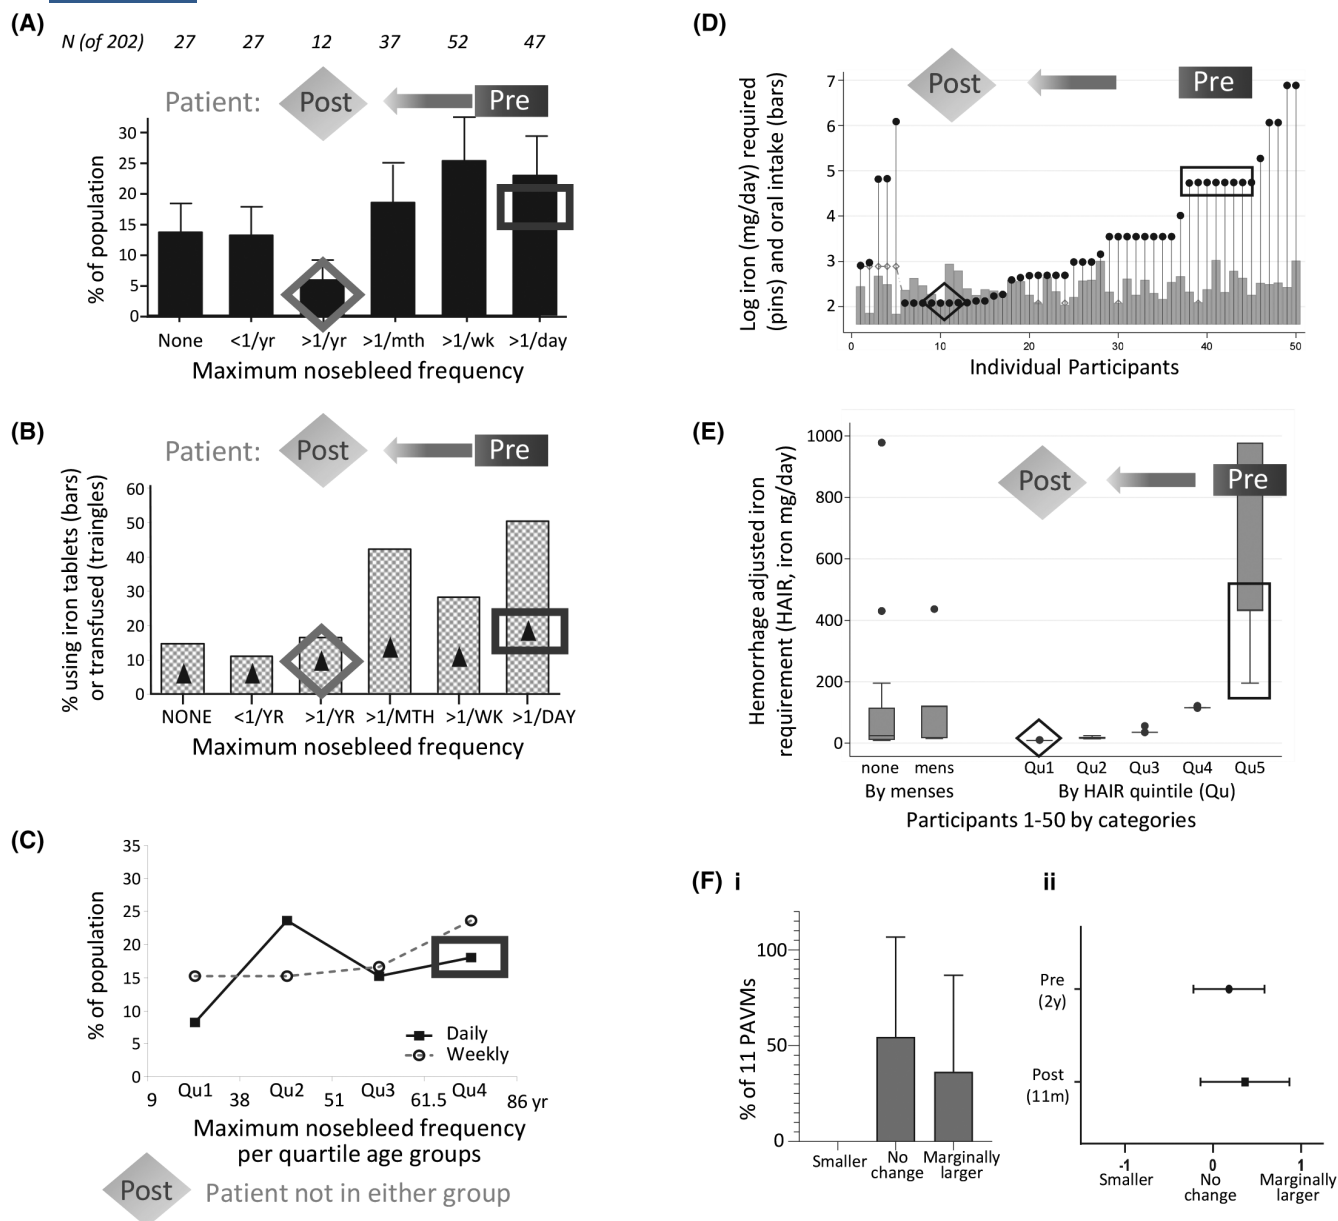 (A)
N (of 202) 27 27 12 37 52 47
Patient: Post Pre
% of population
30
25
20
15
10
5
0
None <1/yr >1/yr >1/mth >1/wk >1/day
Maximum nosebleed frequency
(B)
Patient: Post Pre
% using iron tablets (bars)
or transfused (traingles)
60
50
40
30
20
10
0
NONE <1/YR >1/YR >1/MTH >1/WK >1/DAY
Maximum nosebleed frequency
(C)
% of population
35
30
25
20
15
10
5
0
Daily
Weekly
Qu1 Qu2 Qu3 Qu4
9 38 51 61.5 86 yr
Maximum nosebleed frequency
per quartile age groups
Post Patient not in either group
(D)
Post Pre
Log iron (mg/day) required
(pins) and oral intake (bars)
7
6
5
4
3
2
0 10 20 30 40 50
Individual Participants
(E)
Post Pre
Hemorrhage adjusted iron
requirement (HAIR, iron mg/day)
1000
800
600
400
200
0
none mens Qu1 Qu2 Qu3 Qu4 Qu5
By menses By HAIR quintile (Qu)
Participants 1-50 by categories
(F) i
% of 11 PAVMs
100
50
0
Smaller No change Marginally larger
ii
Pre
(2y)
Post
(11m)
-1 0 1
Smaller No change Marginally larger